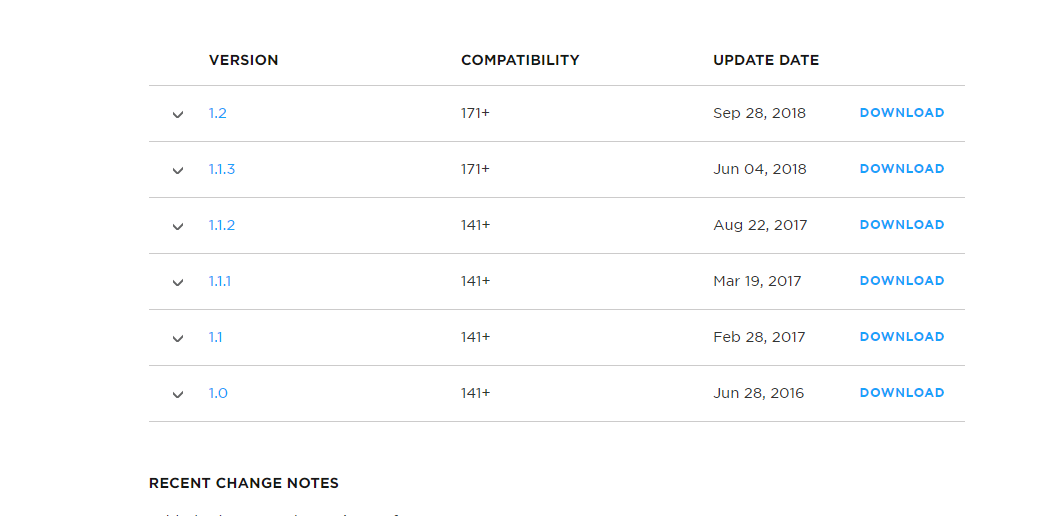 VERSION COMPATIBILITY UPDATE DATE
1.2 171+ Sep 28, 2018 DOWNLOAD
1.1.3 171+ Jun 04, 2018 DOWNLOAD
1.1.2 141+ Aug 22, 2017 DOWNLOAD
1.1.1 141+ Mar 19, 2017 DOWNLOAD
1.1 141+ Feb 28, 2017 DOWNLOAD
1.0 141+ Jun 28, 2016 DOWNLOAD
RECENT CHANGE NOTES